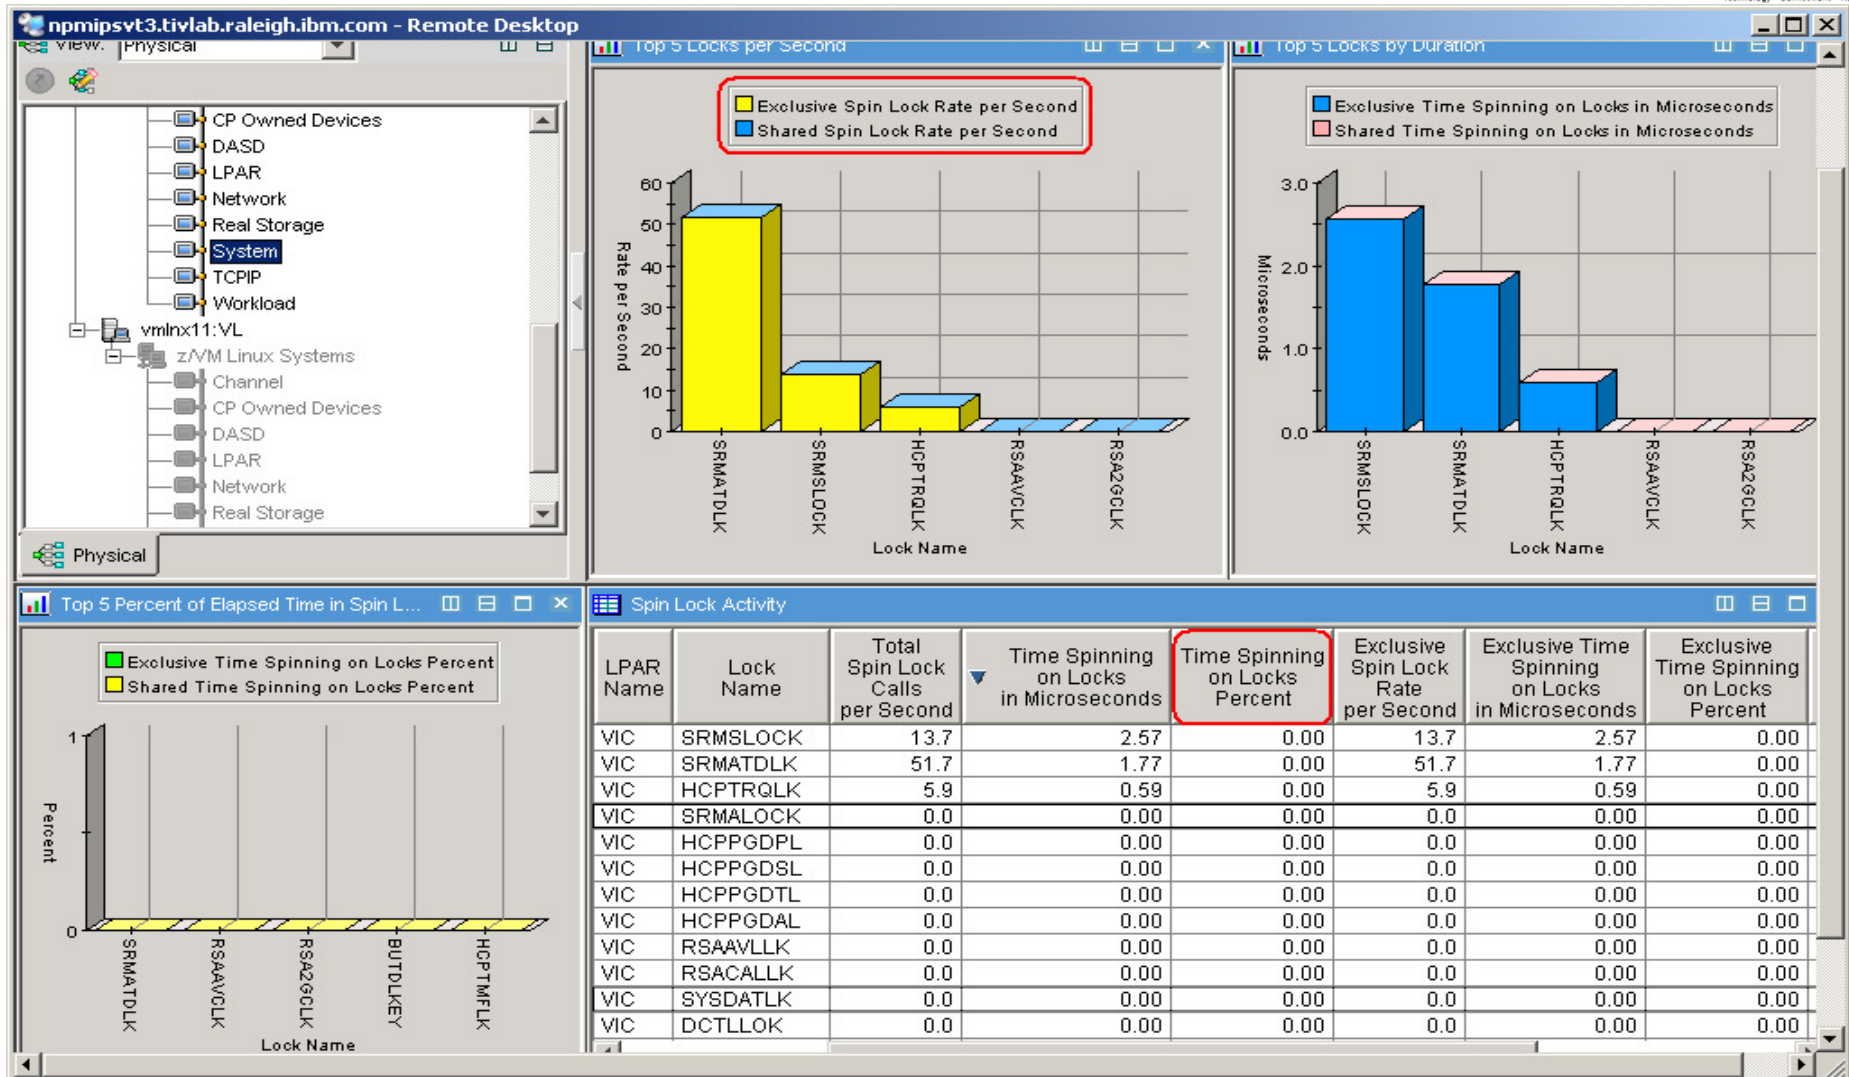 npmipsvt3.tivlab.raleigh.ibm.com - Remote Desktop
View: Physical
CP Owned Devices
DASD
LPAR
Network
Real Storage
System
TCPIP
Workload
vmlnx11:VL
z/VM Linux Systems
Channel
CP Owned Devices
DASD
LPAR
Network
Real Storage
Physical
Top 5 Locks per Second
Exclusive Spin Lock Rate per Second
Shared Spin Lock Rate per Second
60
50
40
30
20
10
0
Rate per Second
SRMATDLK
SRMSLOCK
HCPTRQLK
RSAAVCLK
RSA2GCLK
Lock Name
Top 5 Locks by Duration
Exclusive Time Spinning on Locks in Microseconds
Shared Time Spinning on Locks in Microseconds
3.0
2.0
1.0
0.0
Microseconds
SRMSLOCK
SRMATDLK
HCPTRQLK
RSAAVCLK
RSA2GCLK
Lock Name
Top 5 Percent of Elapsed Time in Spin L...
Exclusive Time Spinning on Locks Percent
Shared Time Spinning on Locks Percent
1
0
Percent
SRMATDLK
RSAAVCLK
RSA2GCLK
BUTDLKEY
HCPTMFLK
Lock Name
Spin Lock Activity
LPAR Name
Lock Name
Total Spin Lock Calls per Second
Time Spinning on Locks in Microseconds
Time Spinning on Locks Percent
Exclusive Spin Lock Rate per Second
Exclusive Time Spinning on Locks in Microseconds
Exclusive Time Spinning on Locks Percent
VIC SRMSLOCK 13.7 2.57 0.00 13.7 2.57 0.00
VIC SRMATDLK 51.7 1.77 0.00 51.7 1.77 0.00
VIC HCPTRQLK 5.9 0.59 0.00 5.9 0.59 0.00
VIC SRMALOCK 0.0 0.00 0.00 0.0 0.00 0.00
VIC HCPPGDPL 0.0 0.00 0.00 0.0 0.00 0.00
VIC HCPPGDSL 0.0 0.00 0.00 0.0 0.00 0.00
VIC HCPPGDTL 0.0 0.00 0.00 0.0 0.00 0.00
VIC HCPPGDAL 0.0 0.00 0.00 0.0 0.00 0.00
VIC RSAAVLLK 0.0 0.00 0.00 0.0 0.00 0.00
VIC RSACALLK 0.0 0.00 0.00 0.0 0.00 0.00
VIC SYSDATLK 0.0 0.00 0.00 0.0 0.00 0.00
VIC DCTLLOK 0.0 0.00 0.00 0.0 0.00 0.00